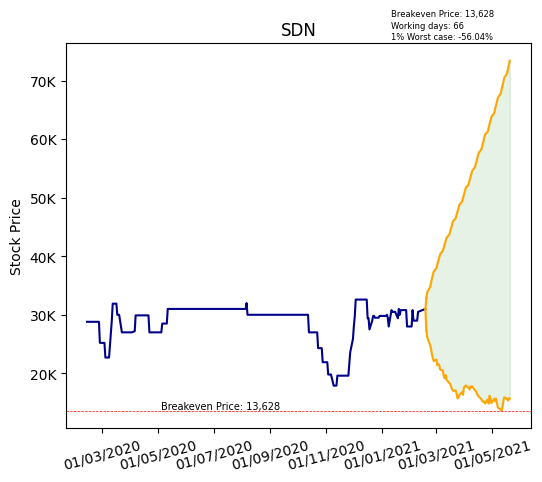 Breakeven Price: 13,628
Working days: 66
1% Worst case: -56.04%
SDN
Stock Price
70K
60K
50K
40K
30K
20K
Breakeven Price: 13,628
01/03/2020
01/05/2020
01/07/2020
01/09/2020
01/11/2020
01/01/2021
01/03/2021
01/05/2021